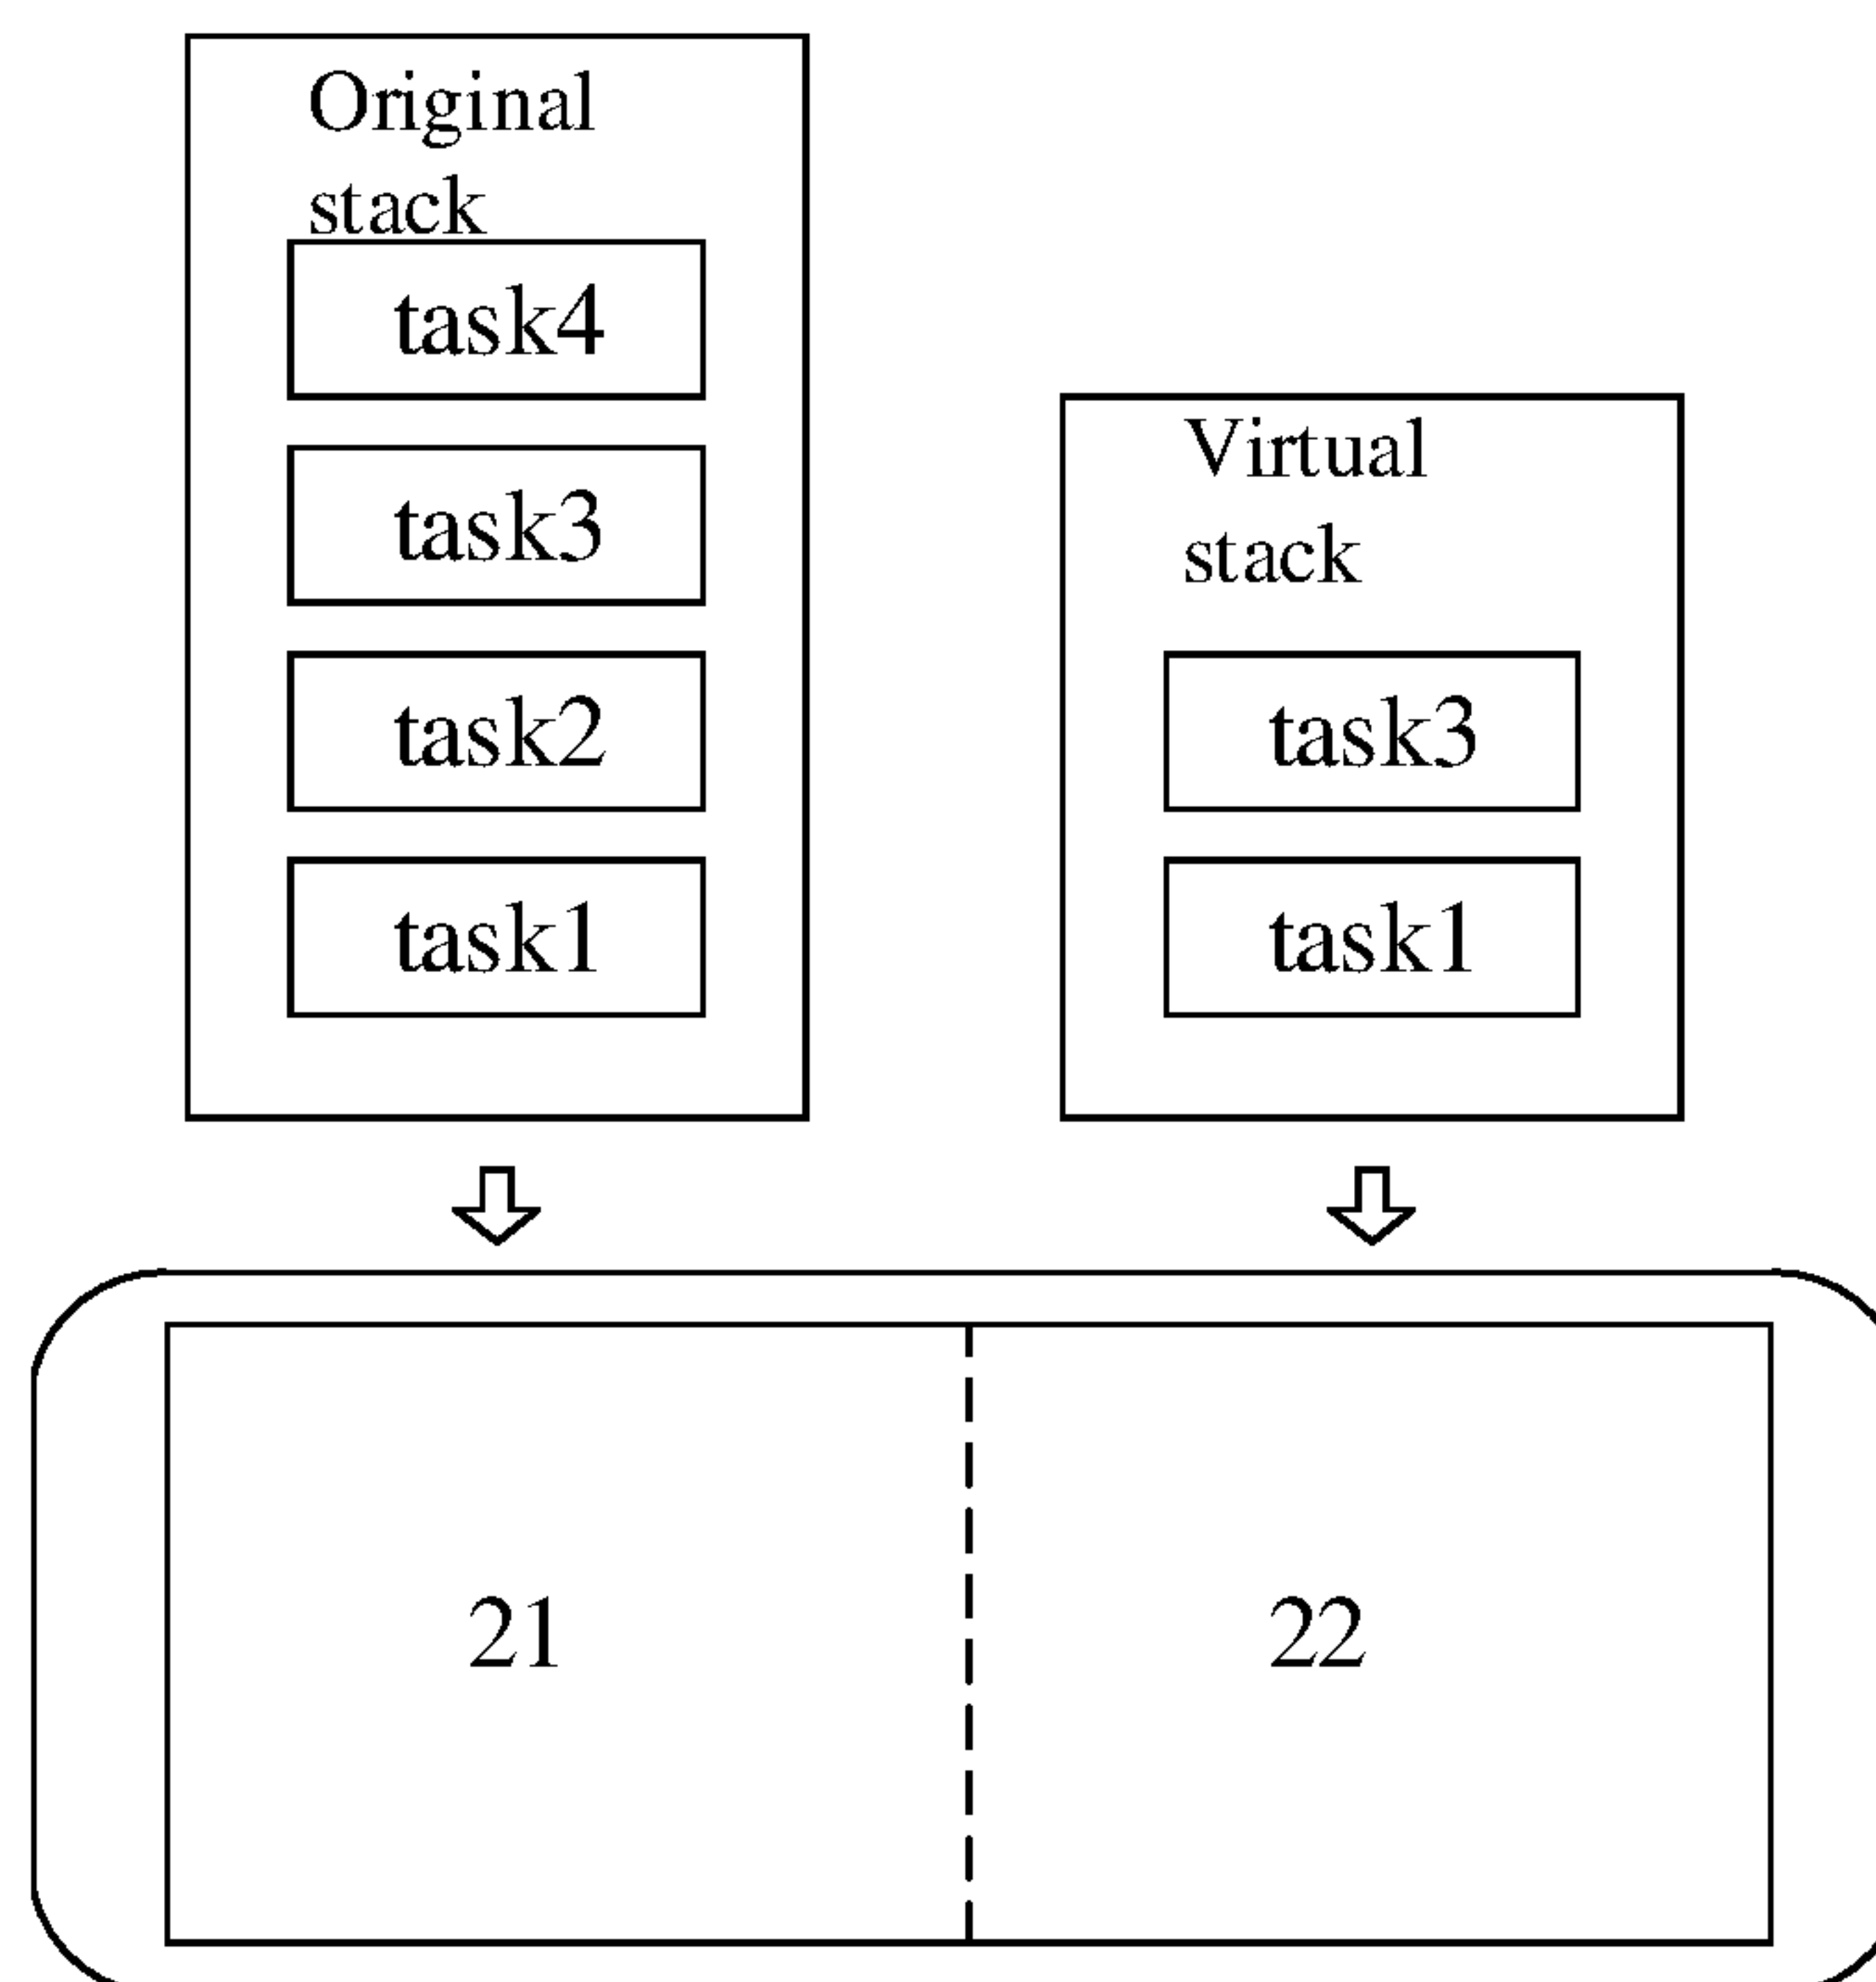 Original
stack
task4
task3
task2
task1
Virtual
stack
task3
task1
21
22